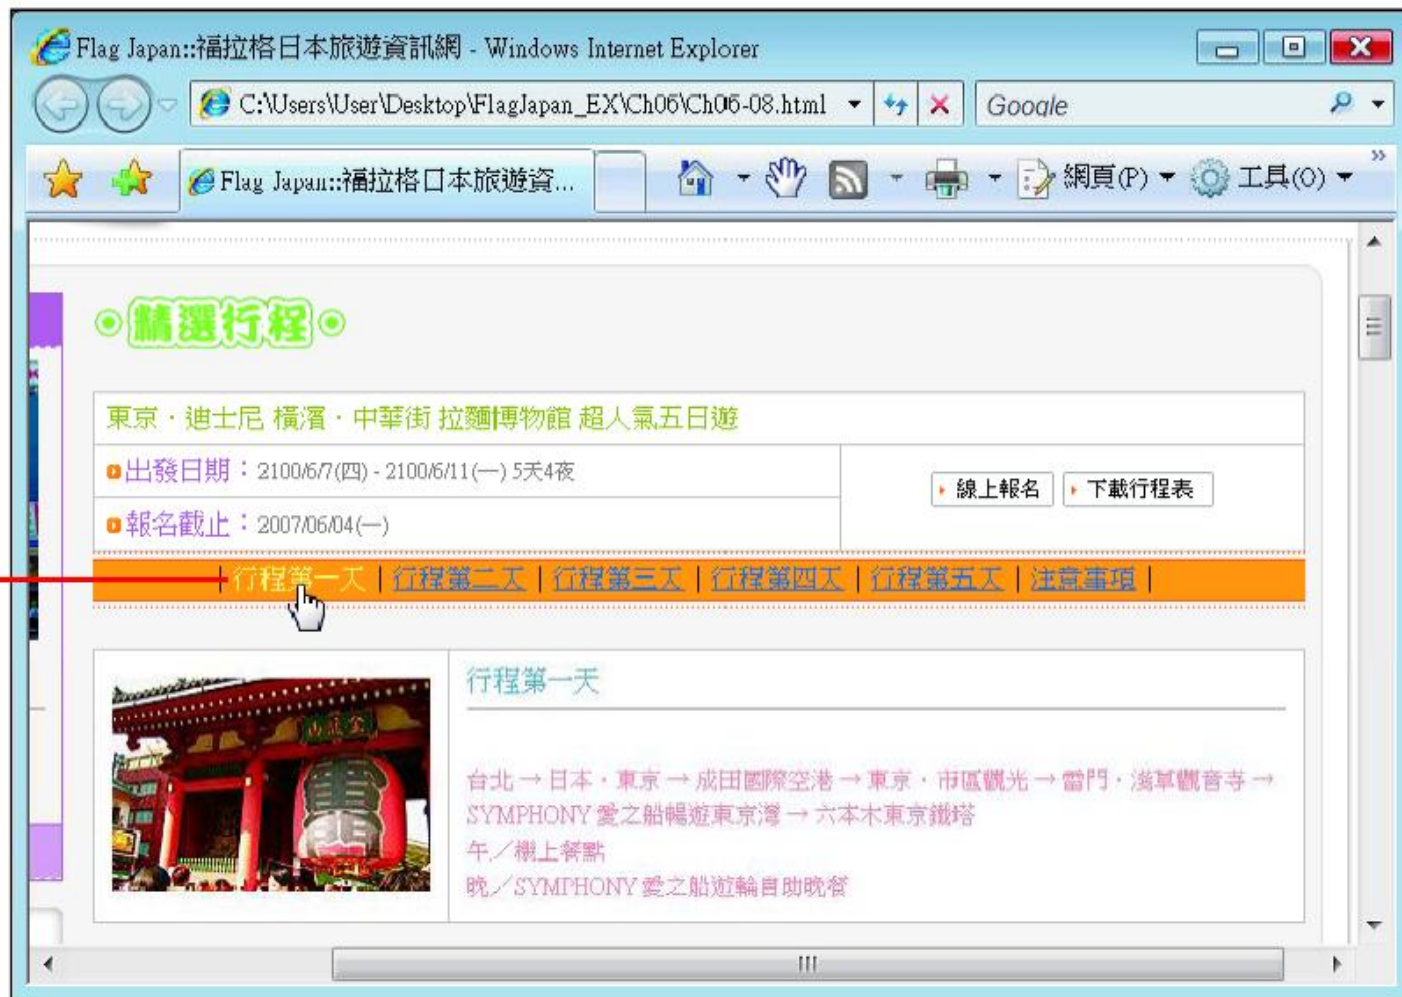 Flag Japan::福拉格日本旅遊資訊網 - Windows Internet Explorer
C:\Users\User\Desktop\FlagJapan_EX\Ch06\Ch06-08.html
Google
Flag Japan::福拉格日本旅遊資...
網頁(P)
工具(O)
精選行程
東京‧迪士尼 橫濱‧中華街 拉麵博物館 超人氣五日遊
出發日期：2100/6/7(四) - 2100/6/11(一) 5天4夜
報名截止：2007/06/04(一)
線上報名 下載行程表
| 行程第一天 | 行程第二天 | 行程第三天 | 行程第四天 | 行程第五天 | 注意事項 |
行程第一天
台北 → 日本‧東京 → 成田國際空港 → 東京‧市區觀光 → 雷門‧淺草觀音寺 →
SYMPHONY 愛之船暢遊東京灣 → 六本木東京鐵塔
午／機上餐點
晚／SYMPHONY 愛之船遊輪自助晚餐